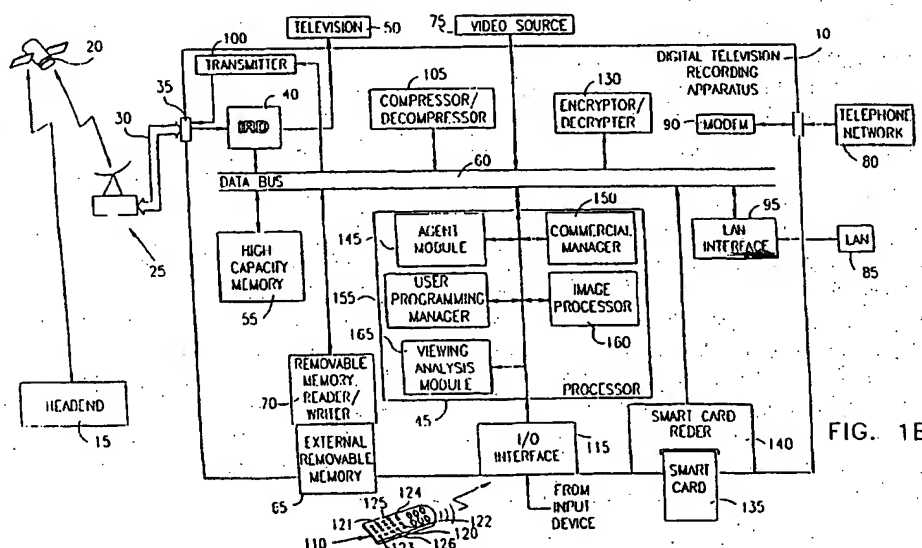 TELEVISION
50
75
VIDEO SOURCE
10
20
100
TRANSMITTER
35
40
IRD
105
COMPRESSOR/
DECOMPRESSOR
130
ENCRYPTOR/
DECRYPTER
DIGITAL TELEVISION
RECORDING
APPARATUS
90
MODEM
TELEPHONE
NETWORK
80
30
60
DATA BUS
25
HIGH
CAPACITY
MEMORY
55
145
AGENT
MODULE
150
COMMERCIAL
MANAGER
95
LAN
INTERFACE
LAN
85
155
USER
PROGRAMMING
MANAGER
IMAGE
PROCESSOR
160
165
VIEWING
ANALYSIS
MODULE
PROCESSOR
45
HEADEND
15
REMOVABLE
MEMORY
READER/
WRITER
70
EXTERNAL
REMOVABLE
MEMORY
65
I/O
INTERFACE
115
FROM
INPUT
DEVICE
SMART CARD
REDER
140
SMART
CARD
135
FIG. 1B
110
121
125
124
122
120
126
123